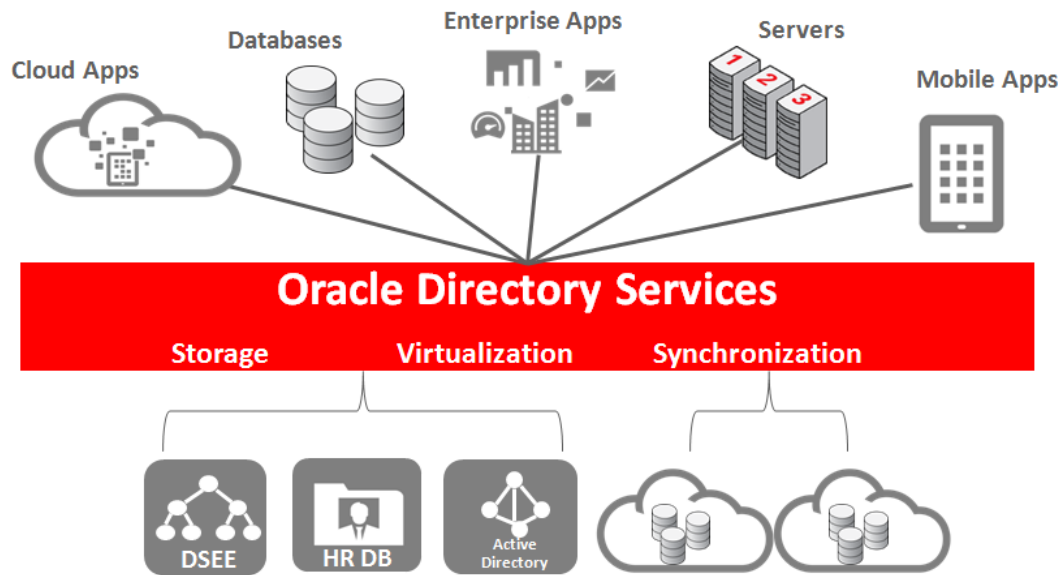 Cloud Apps
Databases
Enterprise Apps
Servers
Mobile Apps
1
2
3
Oracle Directory Services
Storage
Virtualization
Synchronization
DSEE
HR DB
Active
Directory